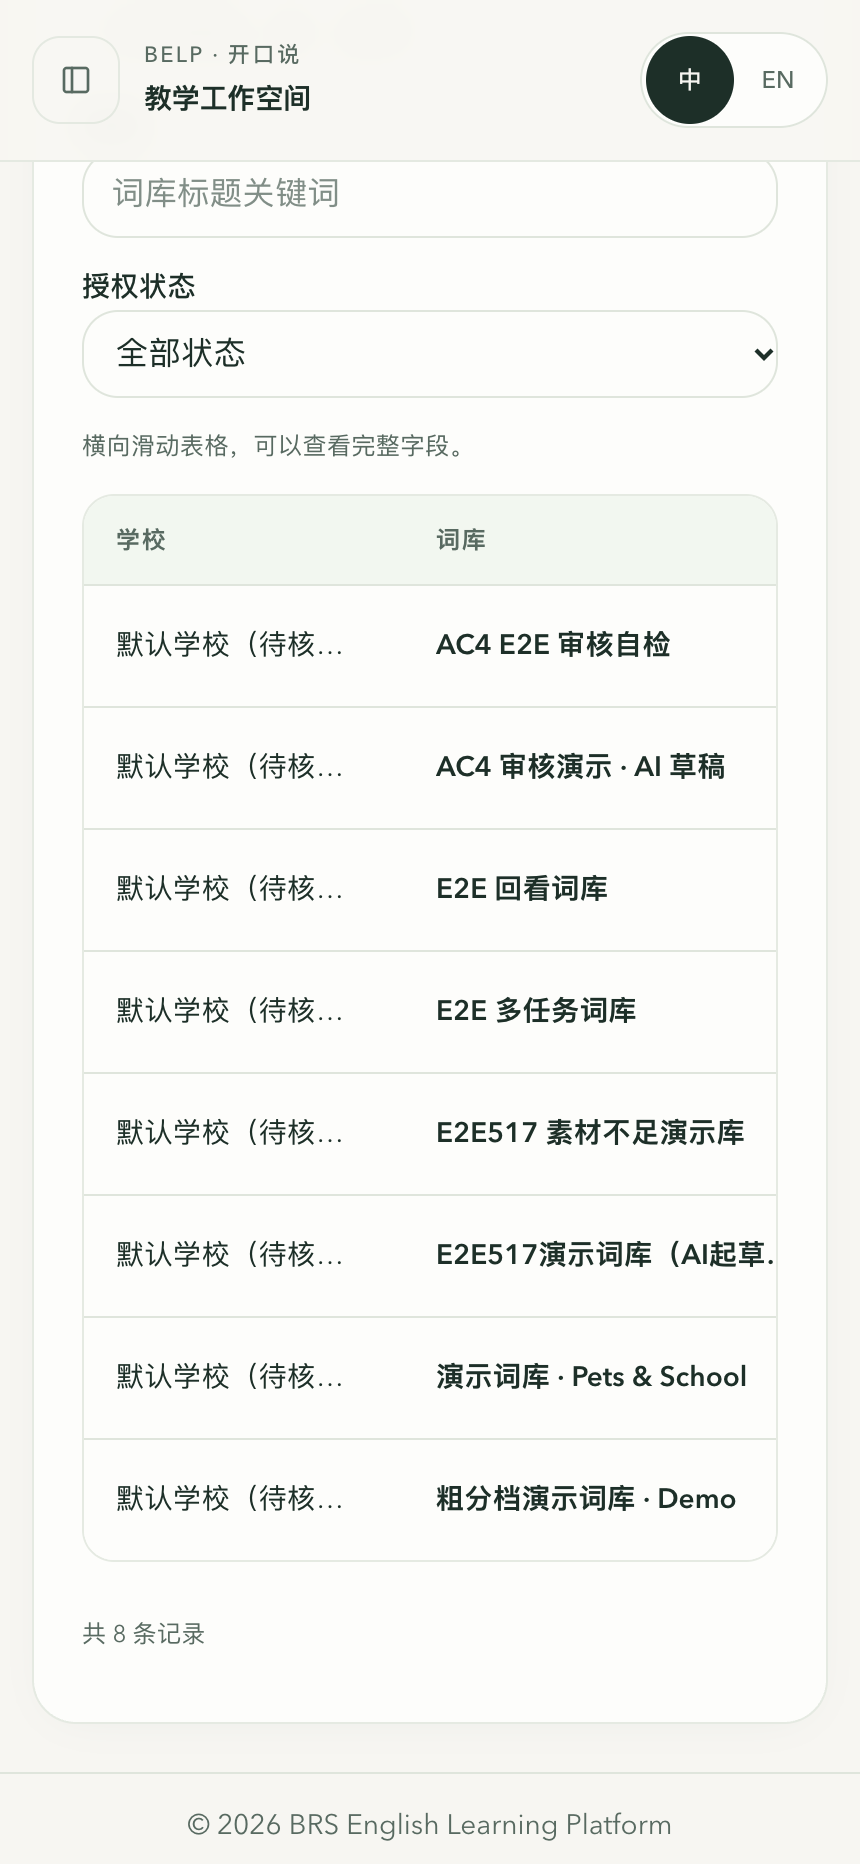 BELP · 开口说
教学工作空间
中
EN
词库标题关键词
授权状态
全部状态
横向滑动表格，可以查看完整字段。
学校 词库
默认学校（待核… AC4 E2E 审核自检
默认学校（待核… AC4 审核演示 · AI 草稿
默认学校（待核… E2E 回看词库
默认学校（待核… E2E 多任务词库
默认学校（待核… E2E517 素材不足演示库
默认学校（待核… E2E517演示词库（AI起草.
默认学校（待核… 演示词库 · Pets & School
默认学校（待核… 粗分档演示词库 · Demo
共 8 条记录
© 2026 BRS English Learning Platform